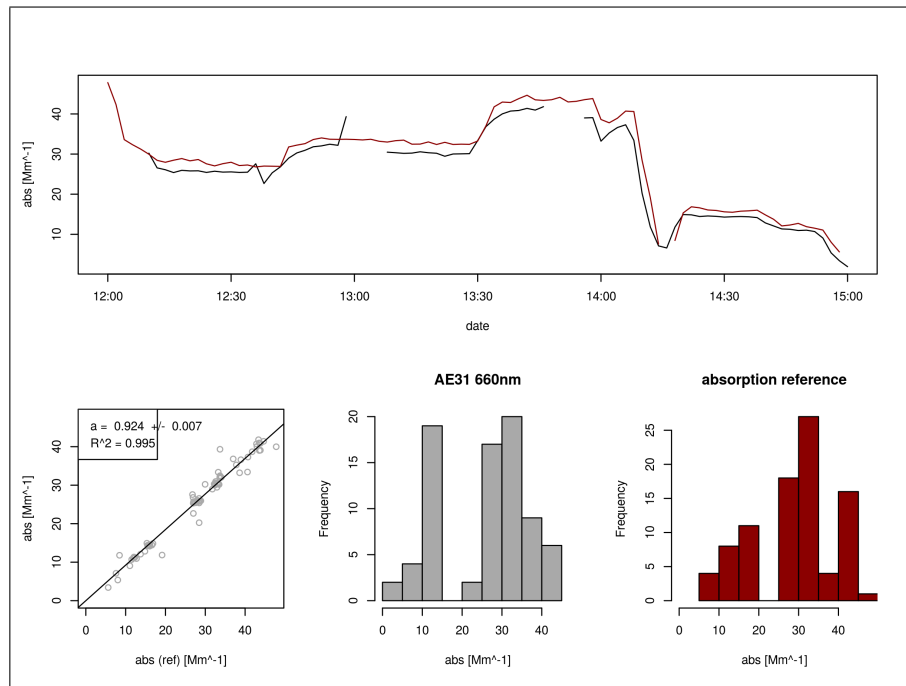 abs [Mm^-1]
40
30
20
10
12:00 12:30 13:00 13:30 14:00 14:30 15:00
date
a = 0.924 +/- 0.007
R^2 = 0.995
abs [Mm^-1]
50
40
30
20
10
0
0 10 20 30 40
abs (ref) [Mm^-1]
AE31 660nm
Frequency
20
15
10
5
0
0 10 20 30 40
abs [Mm^-1]
absorption reference
Frequency
25
20
15
10
5
0
0 10 20 30 40
abs [Mm^-1]